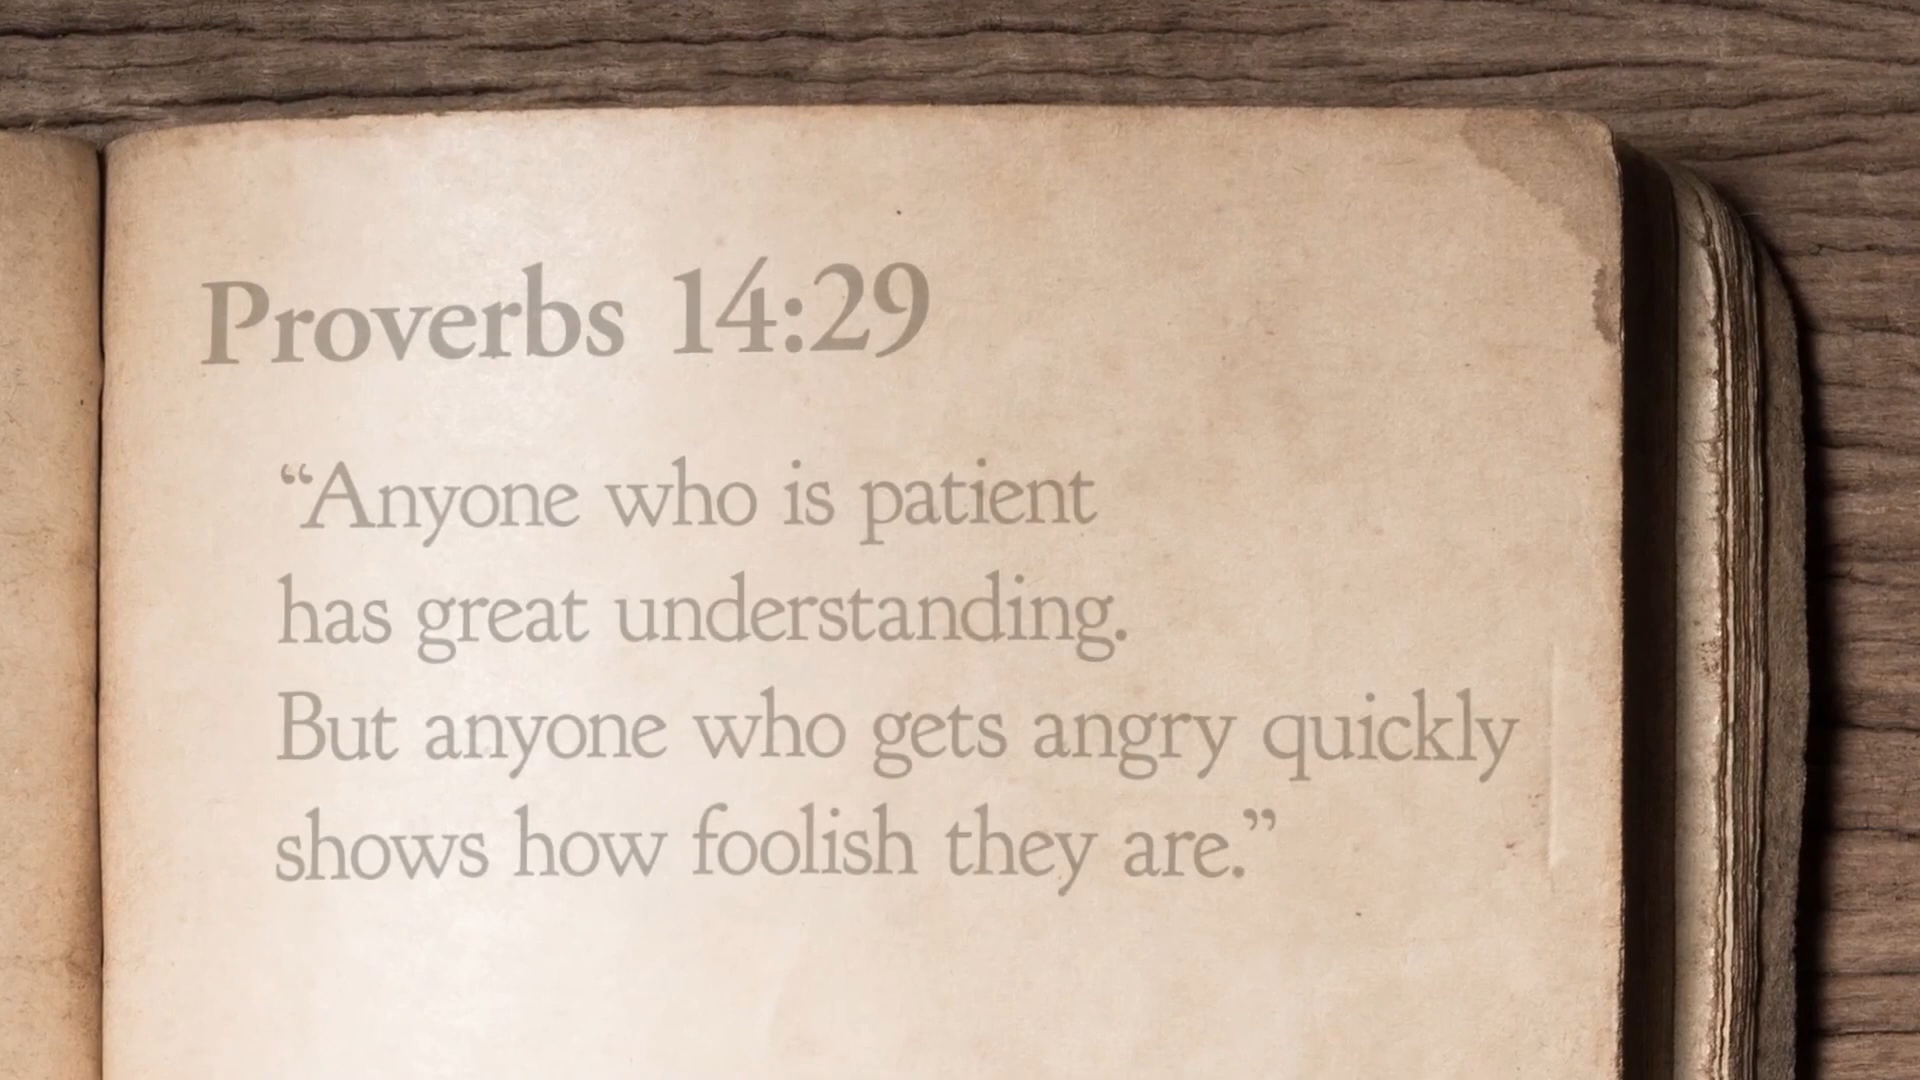 Proverbs 14:29
“Anyone who is patient
has great understanding.
But anyone who gets angry quickly
shows how foolish they are.”